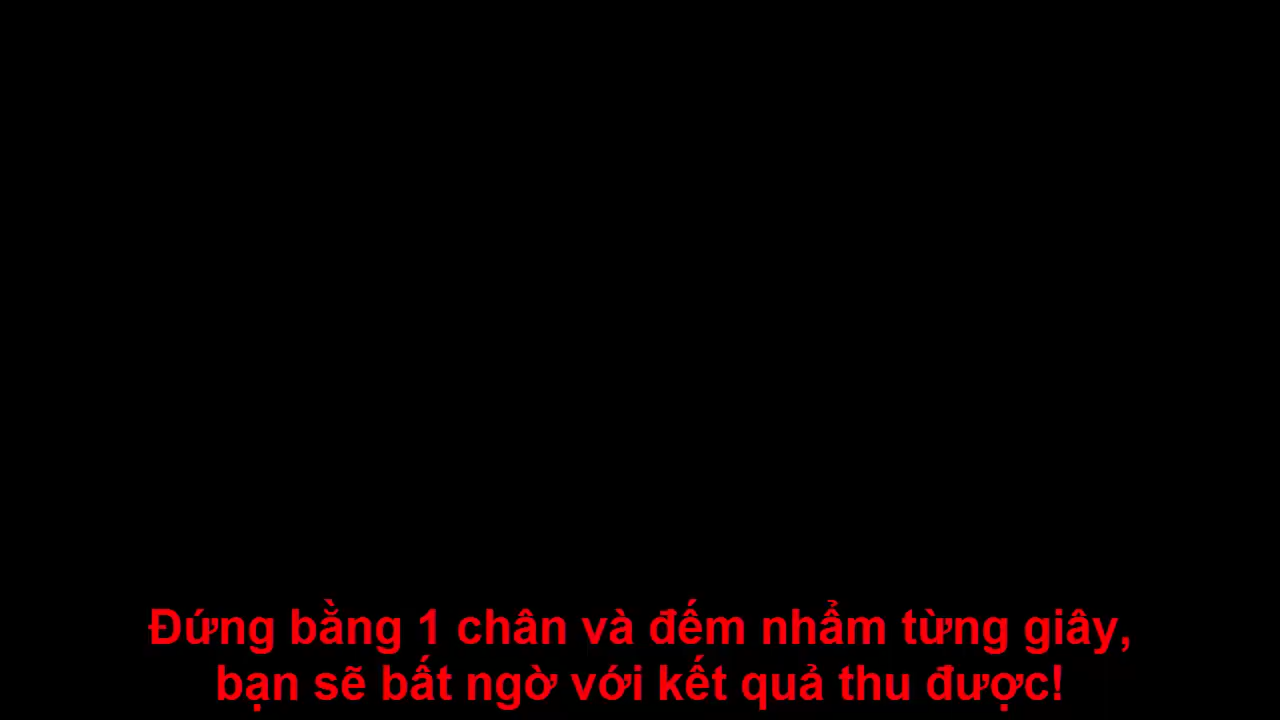 Đứng bằng 1 chân và đếm nhẩm từng giây,
bạn sẽ bất ngờ với kết quả thu được!